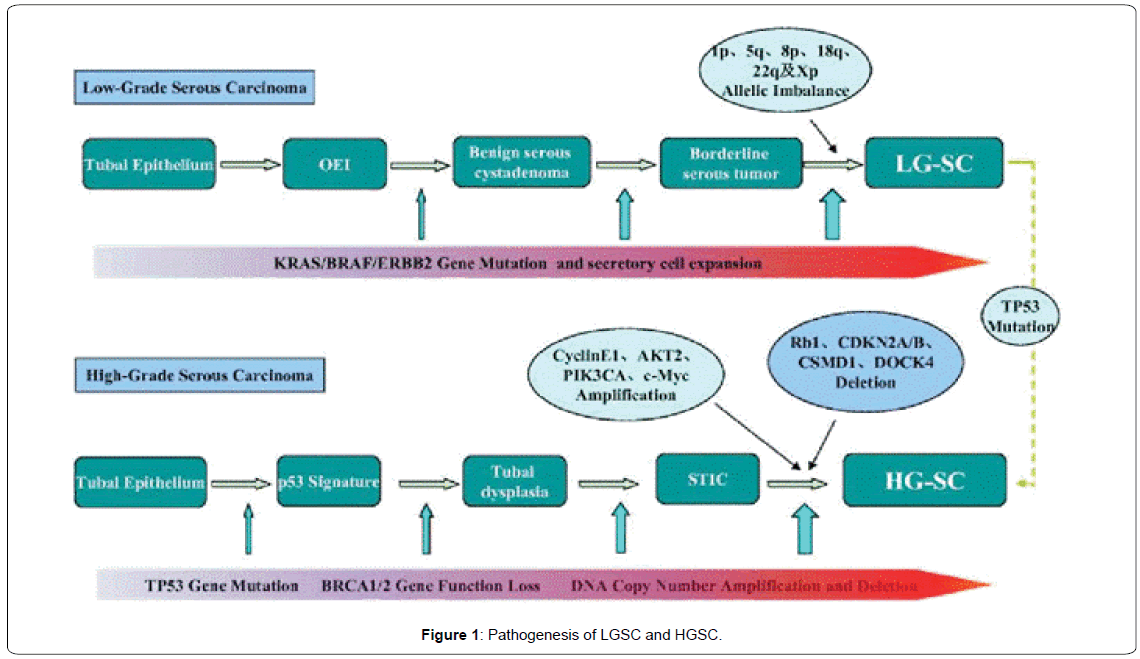 1p、5q、8p、18q、
22q及Xp
Allelic Imbalance
Low-Grade Serous Carcinoma
Tubal Epithelium
OEI
Benign serous
cystadenoma
Borderline
serous tumor
LG-SC
KRAS/BRAF/ERBB2 Gene Mutation and secretory cell expansion
TP53
Mutation
High-Grade Serous Carcinoma
CyclinE1、AKT2、
PIK3CA、c-Myc
Amplification
Rb1、CDKN2A/B、
CSMD1、DOCK4
Deletion
Tubal Epithelium
p53 Signature
Tubal
dysplasia
STIC
HG-SC
TP53 Gene Mutation BRCA1/2 Gene Function Loss DNA Copy Number Amplification and Deletion
Figure 1: Pathogenesis of LGSC and HGSC.